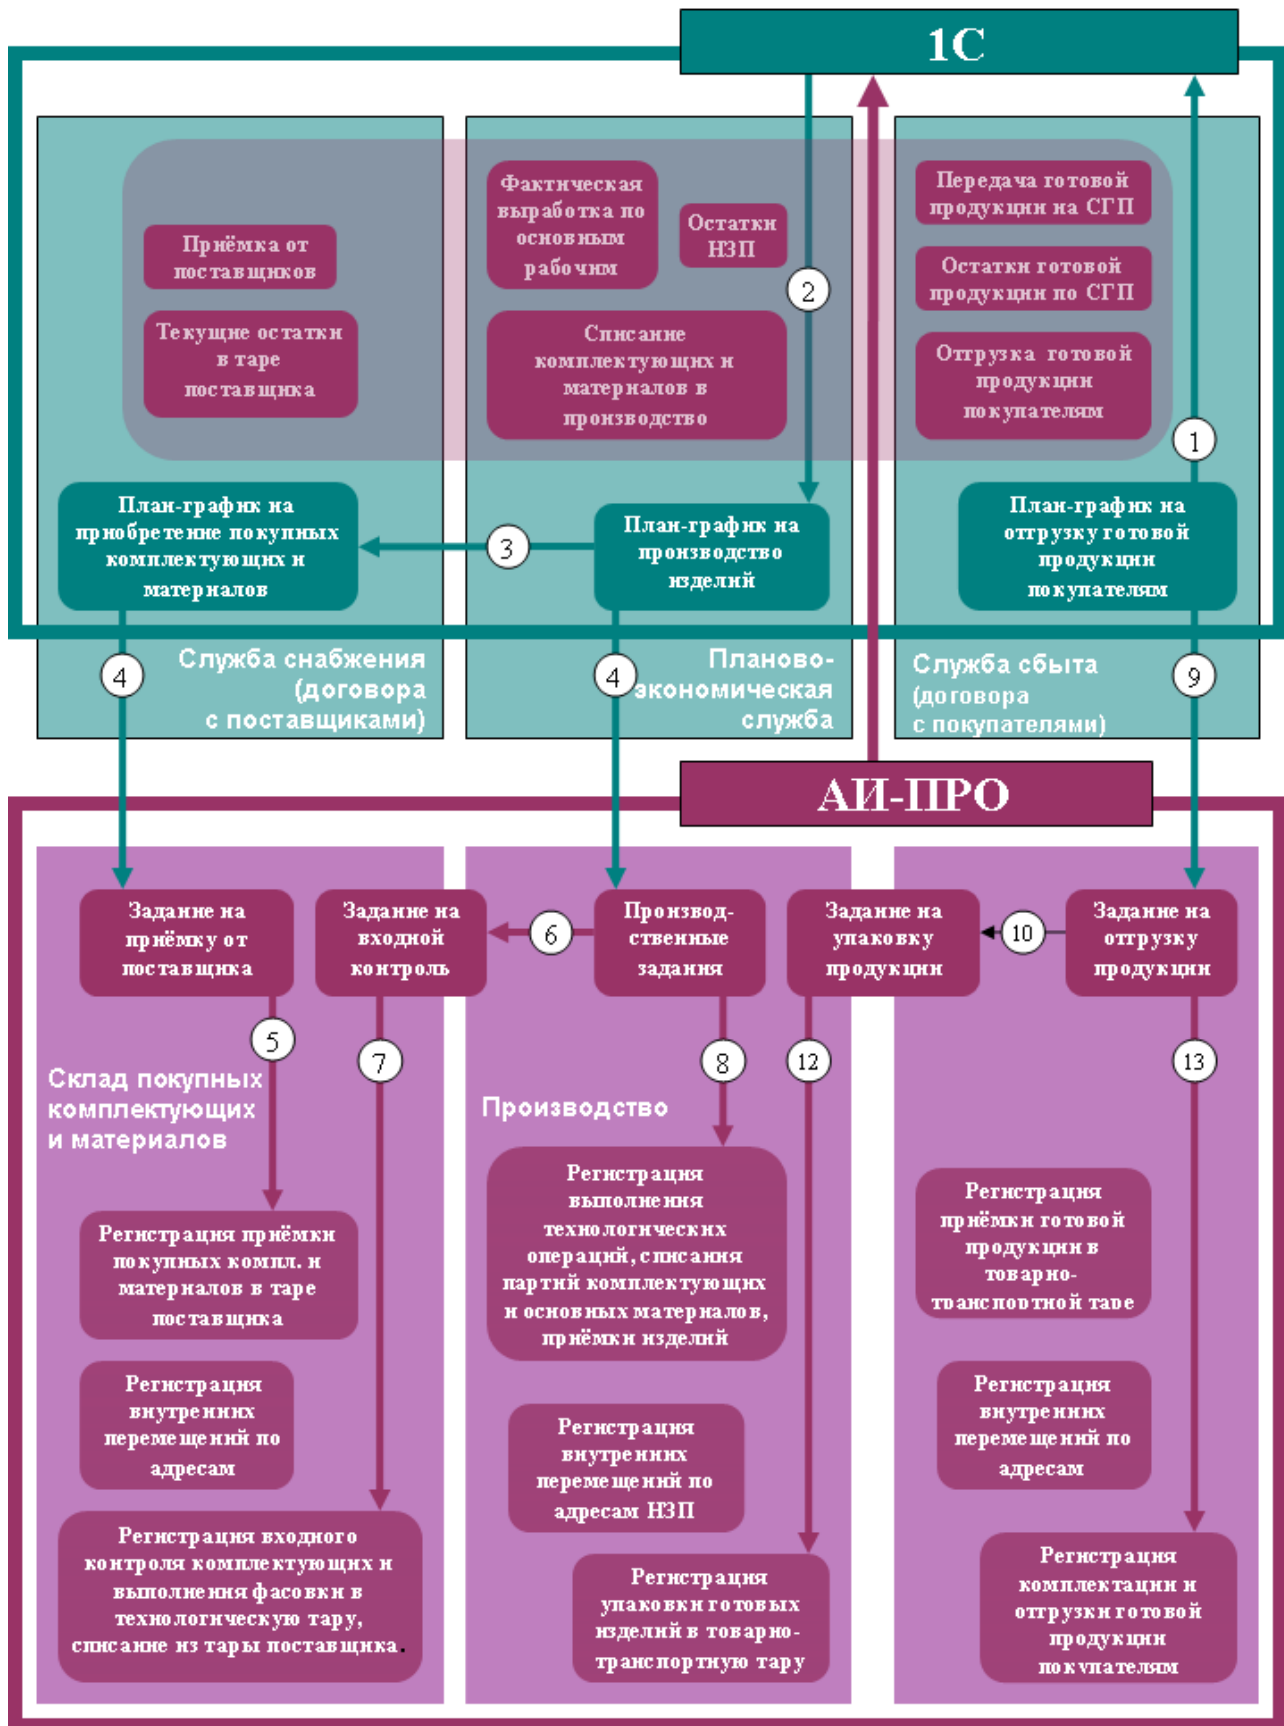 1С
Приёмка от
поставщиков
Текущие остатки
в таре
поставщика
Фактическая
выработка по
основным
рабочим
Остатки
НЗП
Списание
комплектующих и
материалов в
производство
Передача готовой
продукции на СГП
Остатки готовой
продукции по СГП
Отгрузка готовой
продукции
покупателям
2
1
План-график на
приобретение покупных
комплектующих и
материалов
3
План-график на
производство
изделий
План-график на
отгрузку готовой
продукции
покупателям
4
Служба снабжения
(договора
с поставщиками)
4
Планово-
экономическая
служба
Служба сбыта
(договора
с покупателями)
9
АИ-ПРО
Задание на
приёмку от
поставщика
Задание на
входной
контроль
6
Производ-
ственные
задания
Задание на
упаковку
продукции
10
Задание на
отгрузку
продукции
5
7
8
12
13
Склад покупных
комплектующих
и материалов
Производство
Регистрация приёмки
покупных компл. и
материалов в таре
поставщика
Регистрация
внутренних
перемещений по
адресам
Регистрация входного
контроля комплектующих и
выполнения фасовки в
технологическую тару,
списание из тары поставщика.
Регистрация
выполнения
технологических
операций, списания
партий комплектующих
и основных материалов,
приёмки изделий
Регистрация
внутренних
перемещений по
адресам НЗП
Регистрация
упаковки готовых
изделий в товарно-
транспортную тару
Регистрация
приёмки готовой
продукции в
товарно-
транспортной таре
Регистрация
внутренних
перемещений по
адресам
Регистрация
комплектации и
отгрузки готовой
продукции
покупателям